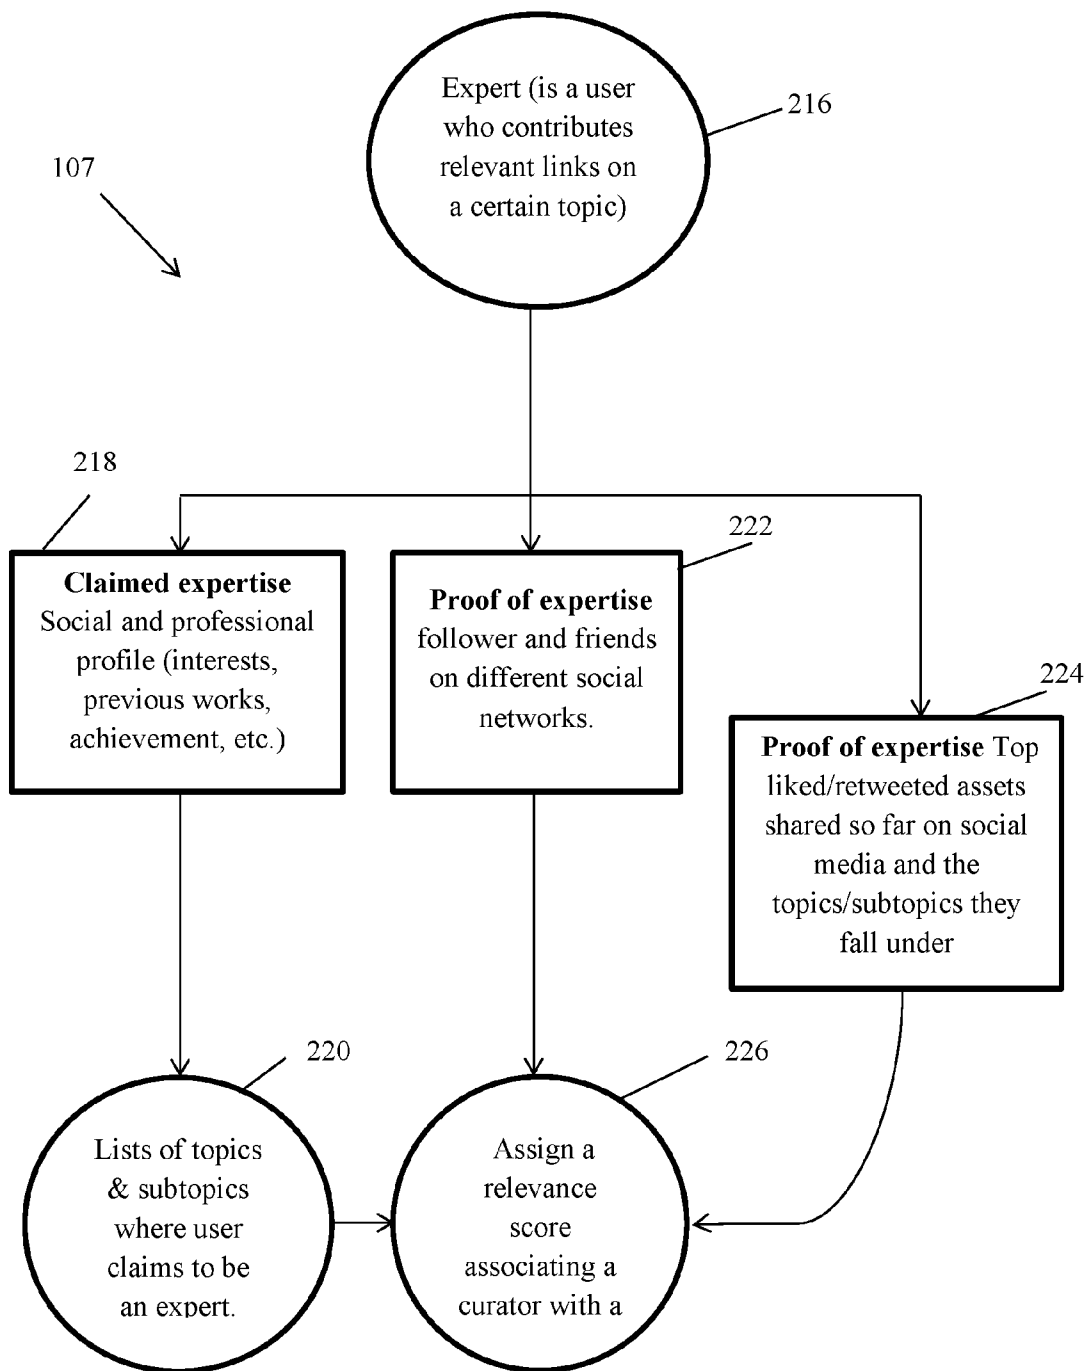 Expert (is a user
who contributes
relevant links on
a certain topic)
216
107
218
222
Claimed expertise
Social and professional
profile (interests,
previous works,
achievement, etc.)
Proof of expertise
follower and friends
on different social
networks.
224
Proof of expertise Top
liked/retweeted assets
shared so far on social
media and the
topics/subtopics they
fall under
220
226
Lists of topics
& subtopics
where user
claims to be
an expert.
Assign a
relevance
score
associating a
curator with a